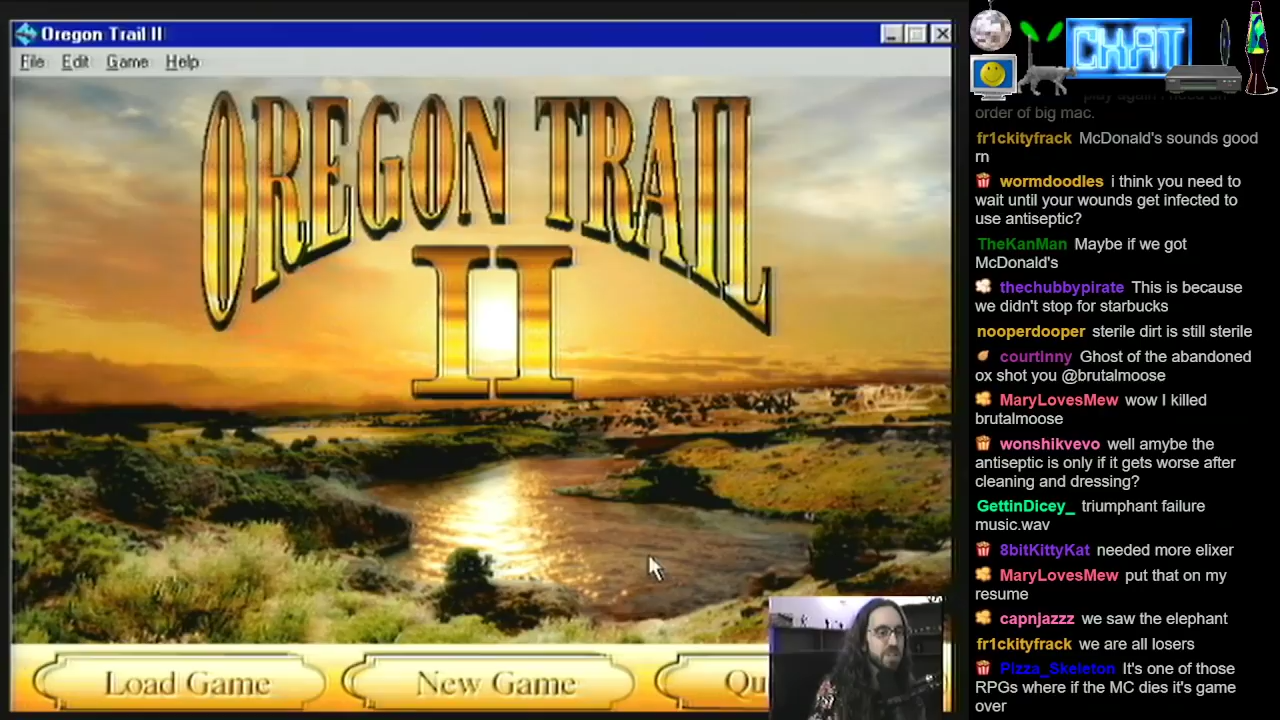 Oregon Trail II
File Edit Game Help
OREGON TRAIL
II
Load Game
New Game
Qu
CHAT
order of big mac.
fr1ckityfrack McDonald's sounds good
rn
wormdoodles i think you need to
wait until your wounds get infected to
use antiseptic?
TheKanMan Maybe if we got
McDonald's
thechubbypirate This is because
we didn't stop for starbucks
nooperdooper sterile dirt is still sterile
courtinny Ghost of the abandoned
ox shot you @brutalmoose
MaryLovesMew wow I killed
brutalmoose
wonshikvevo well amybe the
antiseptic is only if it gets worse after
cleaning and dressing?
GettinDicey_ triumphant failure
music.wav
8bitKittyKat needed more elixer
MaryLovesMew put that on my
resume
capnjazzz we saw the elephant
fr1ckityfrack we are all losers
PIzza_Skeleton It's one of those
RPGs where if the MC dies it's game
over